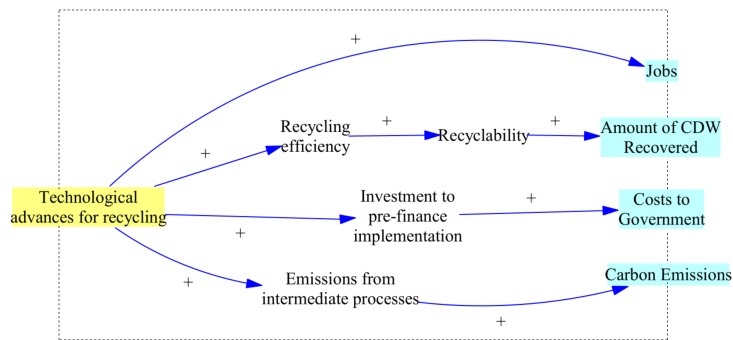 +
Jobs
Recycling
efficiency
+
+
Recyclability
+
Amount of CDW
Recovered
Technological
advances for recycling
+
Investment to
pre-finance
implementation
+
Costs to
Government
+
Emissions from
intermediate processes
+
Carbon Emissions